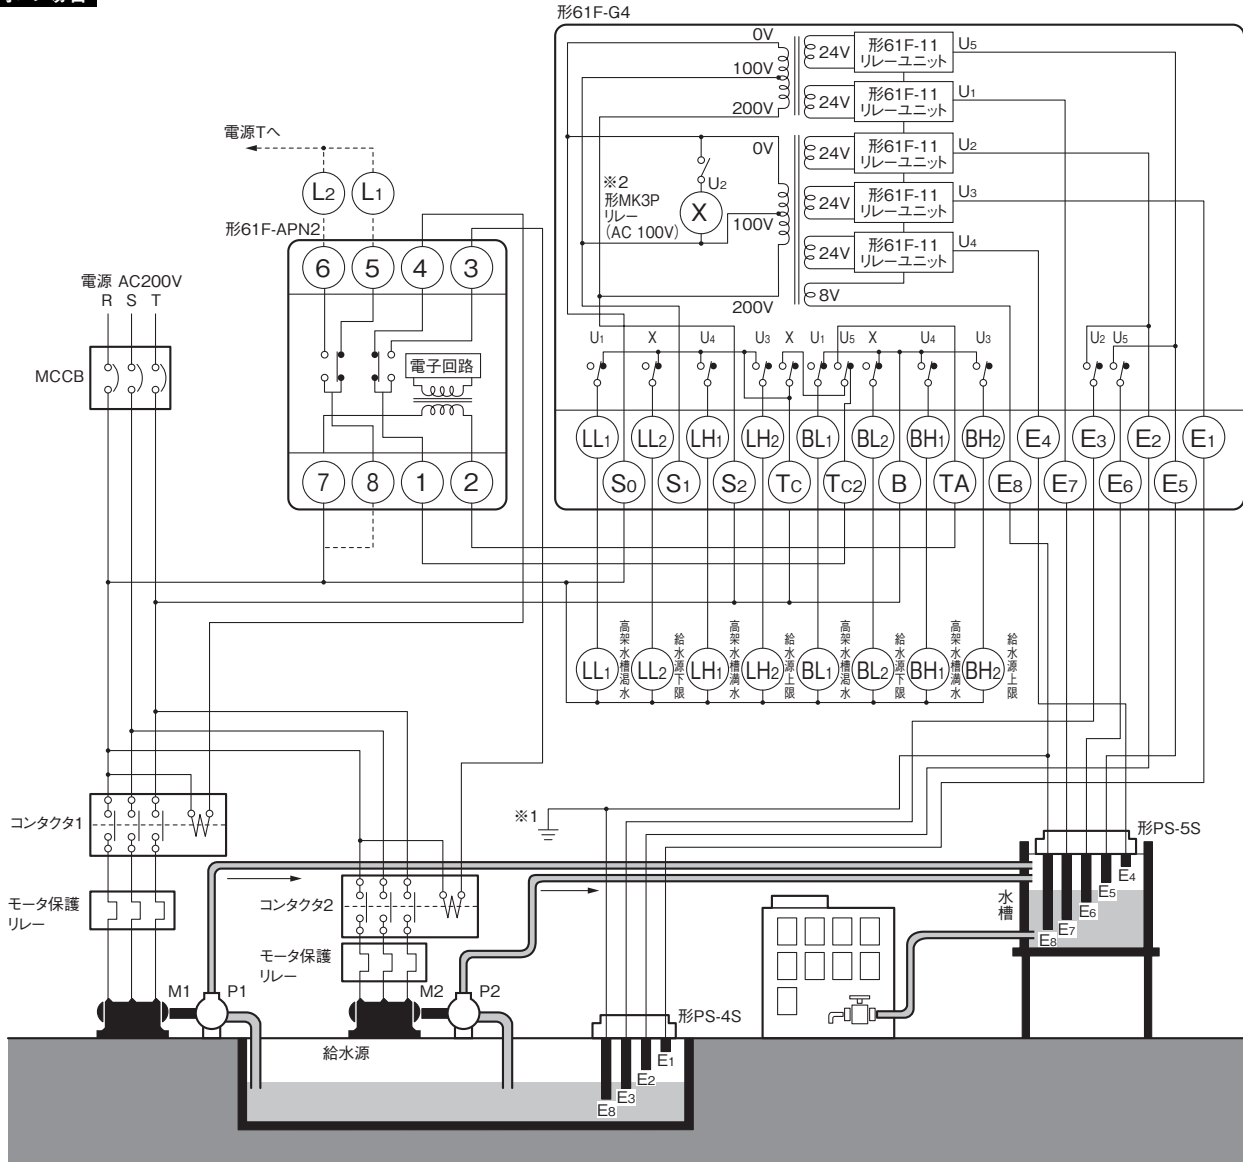 形61F-G4
0V
100V
200V
24V
形61F-11
リレーユニット
U5
24V
形61F-11
リレーユニット
U1
0V
100V
200V
24V
形61F-11
リレーユニット
U2
24V
形61F-11
リレーユニット
U3
24V
形61F-11
リレーユニット
U4
8V
※2
形MK3P
リレー
(AC 100V)
X
U2
電源Tへ
L2
L1
形61F-APN2
6
5
4
3
電子回路
7
8
1
2
電源 AC200V
R S T
MCCB
U1
X
U4
U3
X
U1
U5
X
U4
U3
U2
U5
LL1
LL2
LH1
LH2
BL1
BL2
BH1
BH2
E4
E3
E2
E1
S0
S1
S2
Tc
Tc2
B
TA
E8
E7
E6
E5
LL1
高架水槽渇水
LL2
給水源下限
LH1
高架水槽満水
LH2
給水源上限
BL1
高架水槽渇水
BL2
給水源下限
BH1
高架水槽満水
BH2
給水源上限
コンタクタ1
モータ保護
リレー
M1
P1
コンタクタ2
モータ保護
リレー
M2
P2
※1
形PS-5S
水槽
E4
E5
E6
E7
E8
形PS-4S
給水源
E1
E2
E3
E8